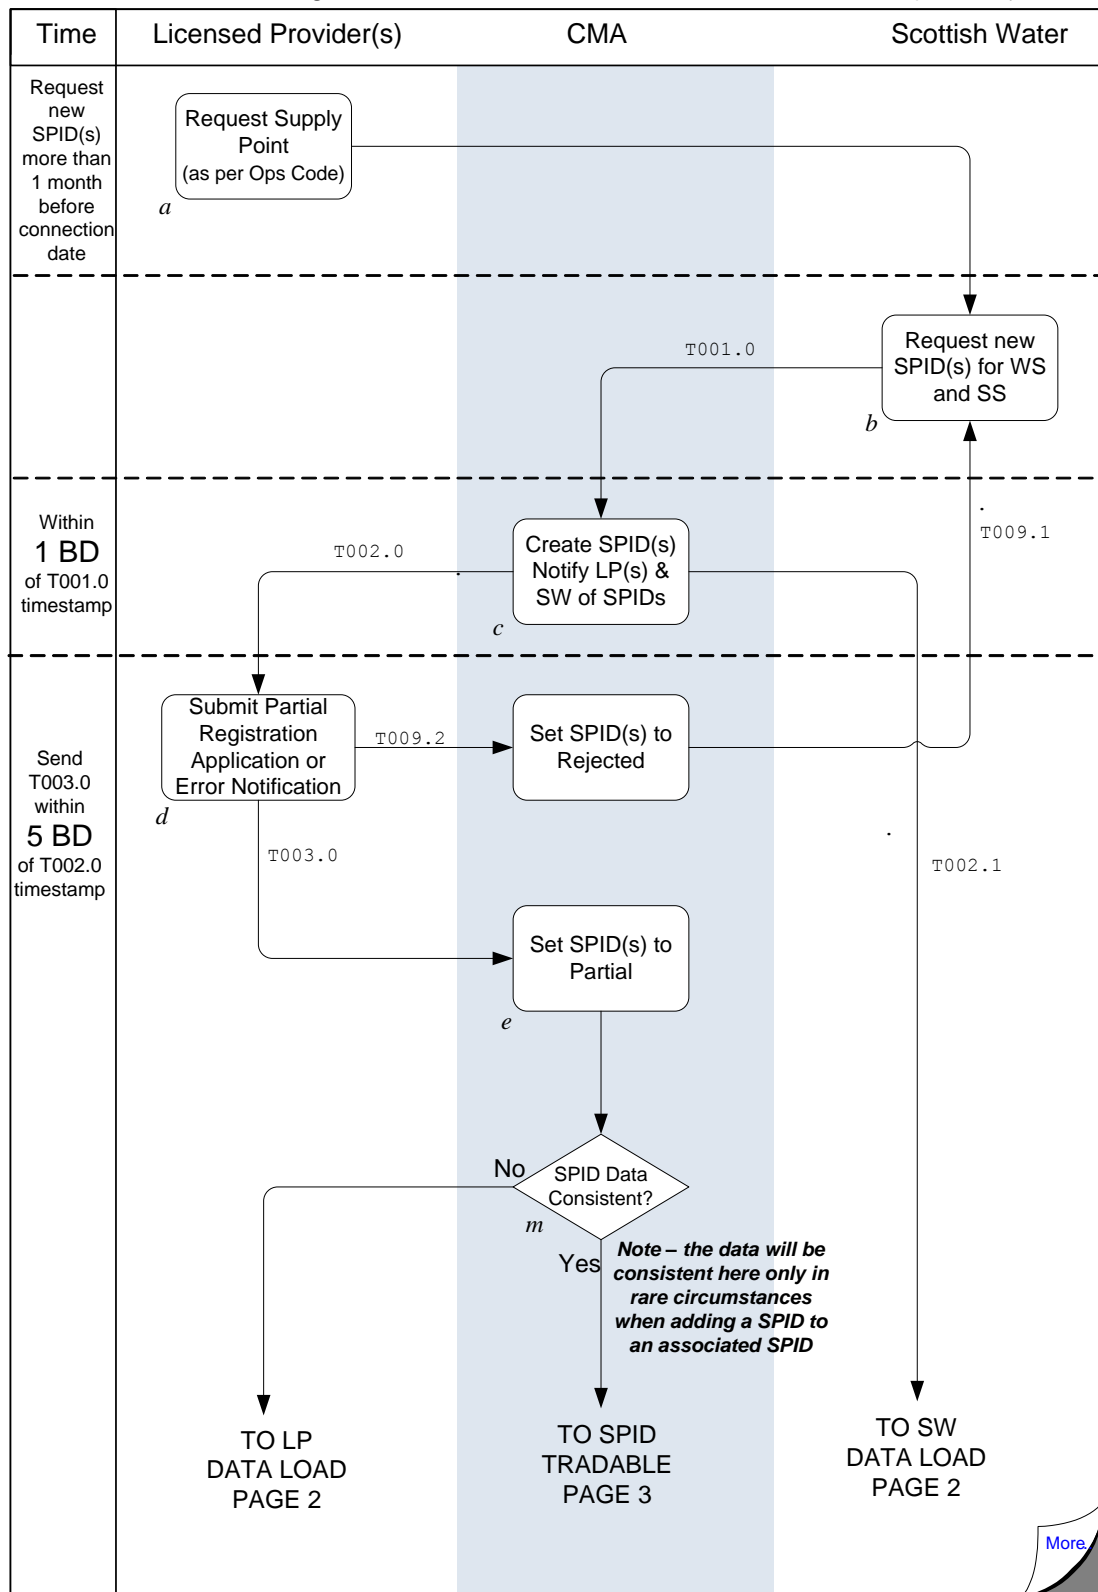 Time
Licensed Provider(s)
CMA
Scottish Water
Request
new
SPID(s)
more than
1 month
before
connection
date
Request Supply
Point
(as per Ops Code)
a
Request new
SPID(s) for WS
and SS
b
T001.0
Within
1 BD
of T001.0
timestamp
T002.0
Create SPID(s)
Notify LP(s) &
SW of SPIDs
c
T009.1
Send
T003.0
within
5 BD
of T002.0
timestamp
Submit Partial
Registration
Application or
Error Notification
d
T009.2
Set SPID(s) to
Rejected
T003.0
T002.1
Set SPID(s) to
Partial
e
No
SPID Data
Consistent?
m
Yes
Note – the data will be
consistent here only in
rare circumstances
when adding a SPID to
an associated SPID
TO LP
DATA LOAD
PAGE 2
TO SPID
TRADABLE
PAGE 3
TO SW
DATA LOAD
PAGE 2
More.